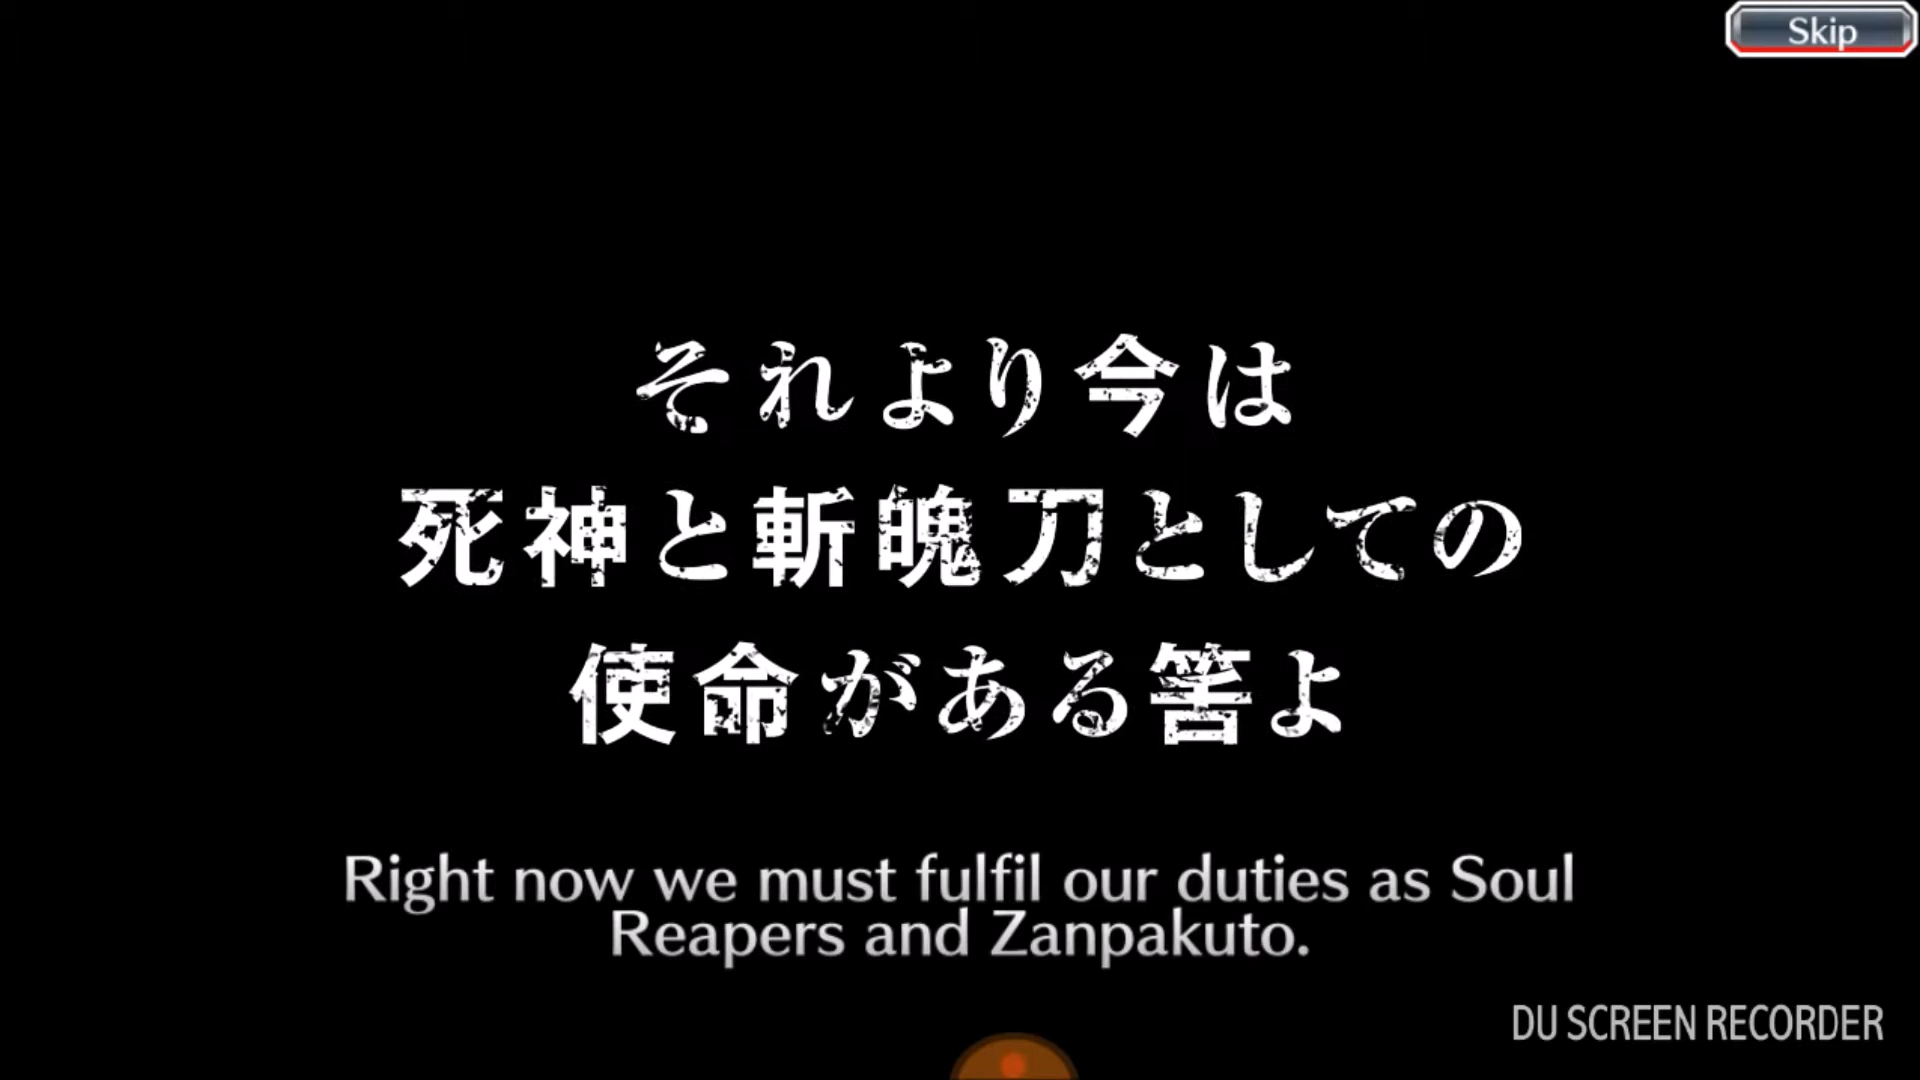 Skip
それより今は
死神と斬魄刀としての
使命がある筈よ
Right now we must fulfil our duties as Soul
Reapers and Zanpakuto.
DU SCREEN RECORDER